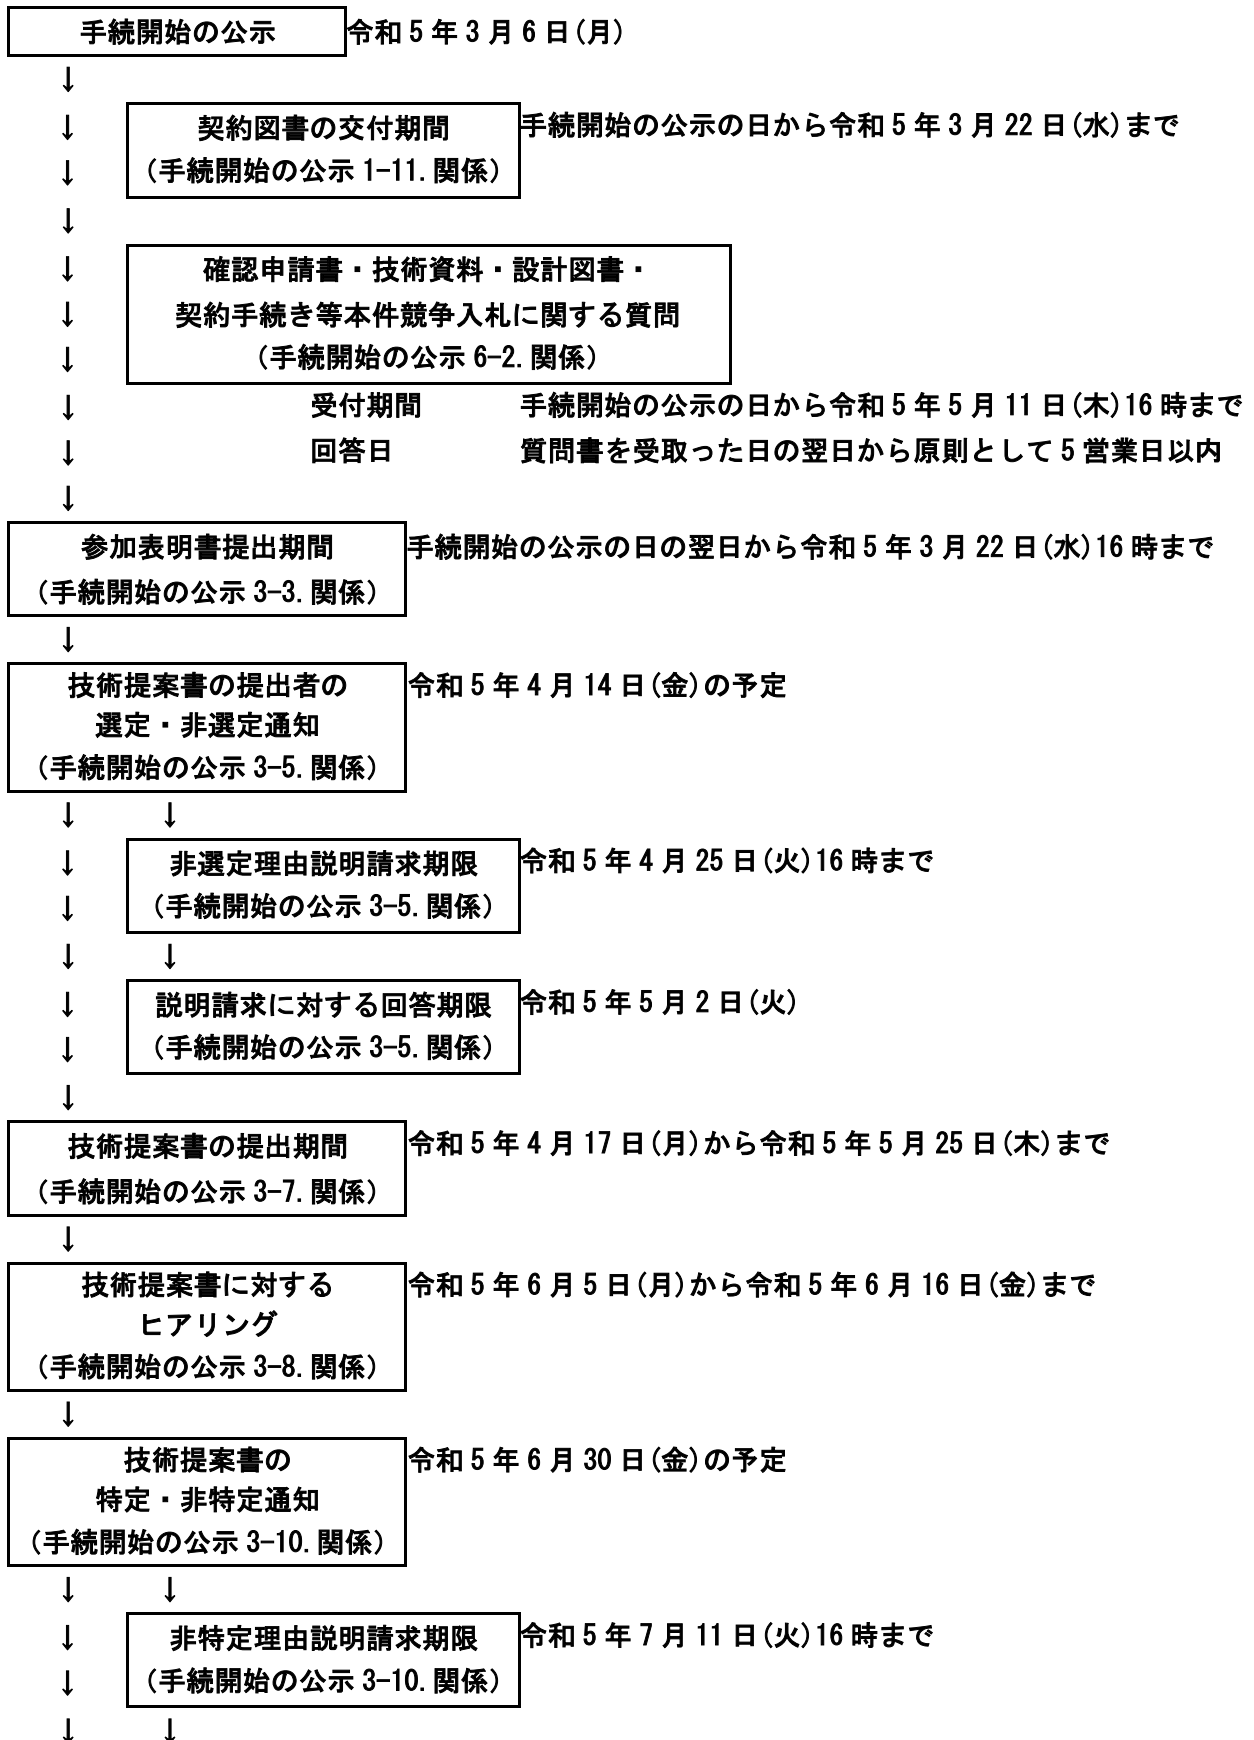 手続開始の公示 令和5年3月6日(月)
↓
↓ 契約図書の交付期間 手続開始の公示の日から令和5年3月22日(水)まで
↓ (手続開始の公示1-11.関係)
↓
↓ 確認申請書・技術資料・設計図書・
↓ 契約手続き等本件競争入札に関する質問
↓ (手続開始の公示6-2.関係)
↓ 受付期間 手続開始の公示の日から令和5年5月11日(木)16時まで
↓ 回答日 質問書を受取った日の翌日から原則として5営業日以内
↓
参加表明書提出期間 手続開始の公示の日の翌日から令和5年3月22日(水)16時まで
(手続開始の公示3-3.関係)
↓
技術提案書の提出者の 令和5年4月14日(金)の予定
選定・非選定通知
(手続開始の公示3-5.関係)
↓ ↓
↓ 非選定理由説明請求期限 令和5年4月25日(火)16時まで
↓ (手続開始の公示3-5.関係)
↓ ↓
↓ 説明請求に対する回答期限 令和5年5月2日(火)
↓ (手続開始の公示3-5.関係)
↓
技術提案書の提出期間 令和5年4月17日(月)から令和5年5月25日(木)まで
(手続開始の公示3-7.関係)
↓
技術提案書に対する 令和5年6月5日(月)から令和5年6月16日(金)まで
ヒアリング
(手続開始の公示3-8.関係)
↓
技術提案書の 令和5年6月30日(金)の予定
特定・非特定通知
(手続開始の公示3-10.関係)
↓ ↓
↓ 非特定理由説明請求期限 令和5年7月11日(火)16時まで
↓ (手続開始の公示3-10.関係)
↓ ↓